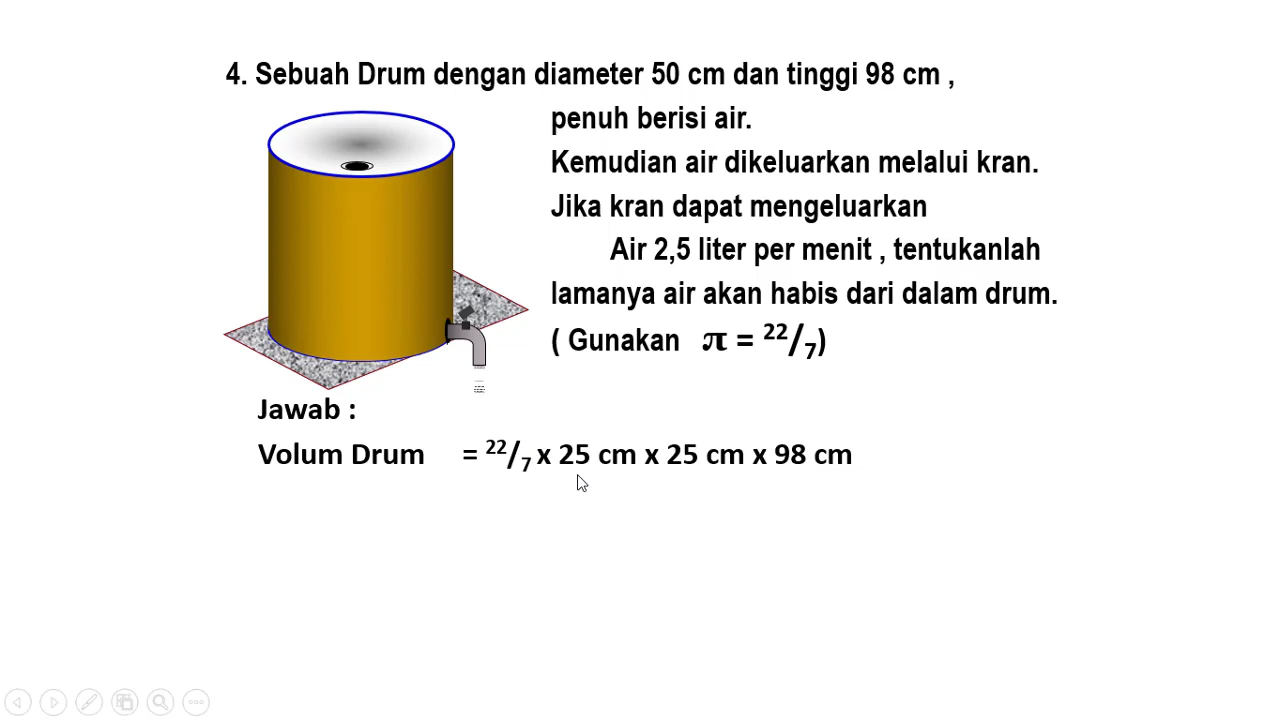 4. Sebuah Drum dengan diameter 50 cm dan tinggi 98 cm ,
penuh berisi air.
Kemudian air dikeluarkan melalui kran.
Jika kran dapat mengeluarkan
Air 2,5 liter per menit , tentukanlah
lamanya air akan habis dari dalam drum.
( Gunakan π = ²²/₇)
Jawab :
Volum Drum = ²²/₇ x 25 cm x 25 cm x 98 cm